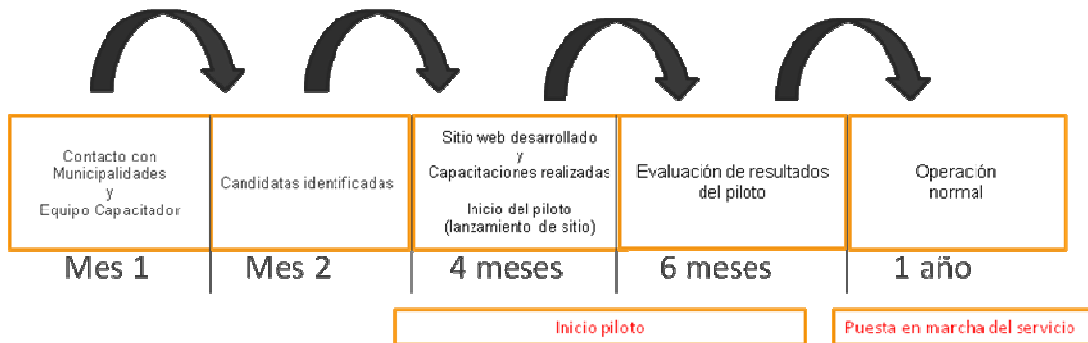 Contacto con
Municipalidades
y
Equipo Capacitador
Candidatas identificadas
Sitio web desarrollado
y
Capacitaciones realizadas
Inicio del piloto
(lanzamiento de sitio)
Evaluación de resultados
del piloto
Operación
normal
Mes 1
Mes 2
4 meses
6 meses
1 año
Inicio piloto
Puesta en marcha del servicio